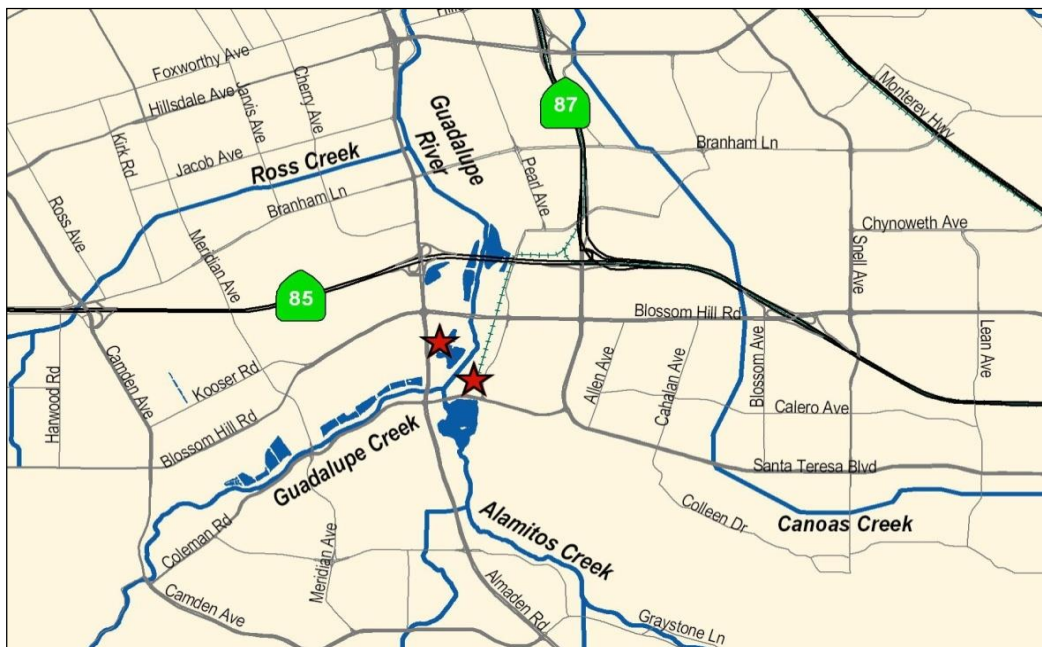 Foxworthy Ave
Hillsdale Ave
Jarvis Ave
Cherry Ave
Kirk Rd
Jacob Ave
Ross Creek
Branham Ln
Ross Ave
Meridian Ave
Guadalupe
River
87
Pearl Ave
Branham Ln
Monterey Hwy
Chynoweth Ave
Snell Ave
85
Blossom Hill Rd
Lean Ave
Harwood Rd
Camden Ave
Kooser Rd
Blossom Hill Rd
Allen Ave
Cahalan Ave
Blossom Ave
Calero Ave
Guadalupe Creek
Santa Teresa Blvd
Coleman Rd
Colleen Dr
Canoas Creek
Alamitos Creek
Meridian Ave
Camden Ave
Almaden Rd
Graystone Ln